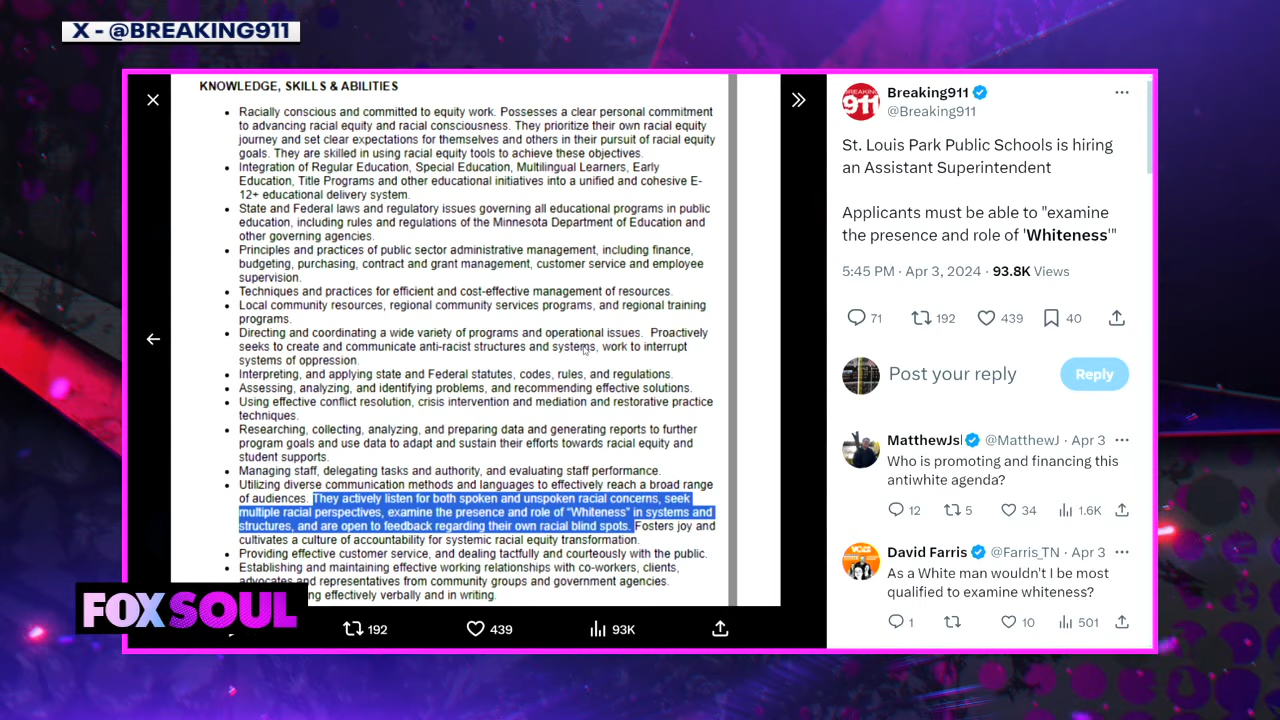 X - @BREAKING911
KNOWLEDGE, SKILLS & ABILITIES
Racially conscious and committed to equity work. Possesses a clear personal commitment
to advancing racial equity and racial consciousness. They prioritize their own racial equity
journey and set clear expectations for themselves and others in their pursuit of racial equity
goals. They are skilled in using racial equity tools to achieve these objectives.
Integration of Regular Education, Special Education, Multilingual Learners, Early
Education, Title Programs and other educational initiatives into a unified and cohesive E-
12+ educational delivery system.
State and Federal laws and regulatory issues governing all educational programs in public
education, including rules and regulations of the Minnesota Department of Education and
other governing agencies.
Principles and practices of public sector administrative management, including finance,
budgeting, purchasing, contract and grant management, customer service and employee
supervision.
Techniques and practices for efficient and cost-effective management of resources.
Local community resources, regional community services programs, and regional training
programs.
Directing and coordinating a wide variety of programs and operational issues. Proactively
seeks to create and communicate anti-racist structures and systems, work to interrupt
systems of oppression.
Interpreting, and applying state and Federal statutes, codes, rules, and regulations.
Assessing, analyzing, and identifying problems, and recommending effective solutions.
Using effective conflict resolution, crisis intervention and mediation and restorative practice
techniques.
Researching, collecting, analyzing, and preparing data and generating reports to further
program goals and use data to adapt and sustain their efforts towards racial equity and
student supports.
Managing staff, delegating tasks and authority, and evaluating staff performance.
Utilizing diverse communication methods and languages to effectively reach a broad range
of audiences. They actively listen for both spoken and unspoken racial concerns, seek
multiple racial perspectives, examine the presence and role of “Whiteness” in systems and
structures, and are open to feedback regarding their own racial blind spots. Fosters joy and
cultivates a culture of accountability for systemic racial equity transformation.
Providing effective customer service, and dealing tactfully and courteously with the public.
Establishing and maintaining effective working relationships with co-workers, clients,
advocates and representatives from community groups and government agencies.
ng effectively verbally and in writing.
192 439 93K
FOX SOUL
BREAKING 911
Breaking911
@Breaking911
St. Louis Park Public Schools is hiring
an Assistant Superintendent
Applicants must be able to "examine
the presence and role of 'Whiteness'"
5:45 PM · Apr 3, 2024 · 93.8K Views
71 192 439 40
Post your reply Reply
MatthewJsl @MatthewJ · Apr 3
Who is promoting and financing this
antiwhite agenda?
12 5 34 1.6K
David Farris @Farris_TN · Apr 3
As a White man wouldn't I be most
qualified to examine whiteness?
1 10 501